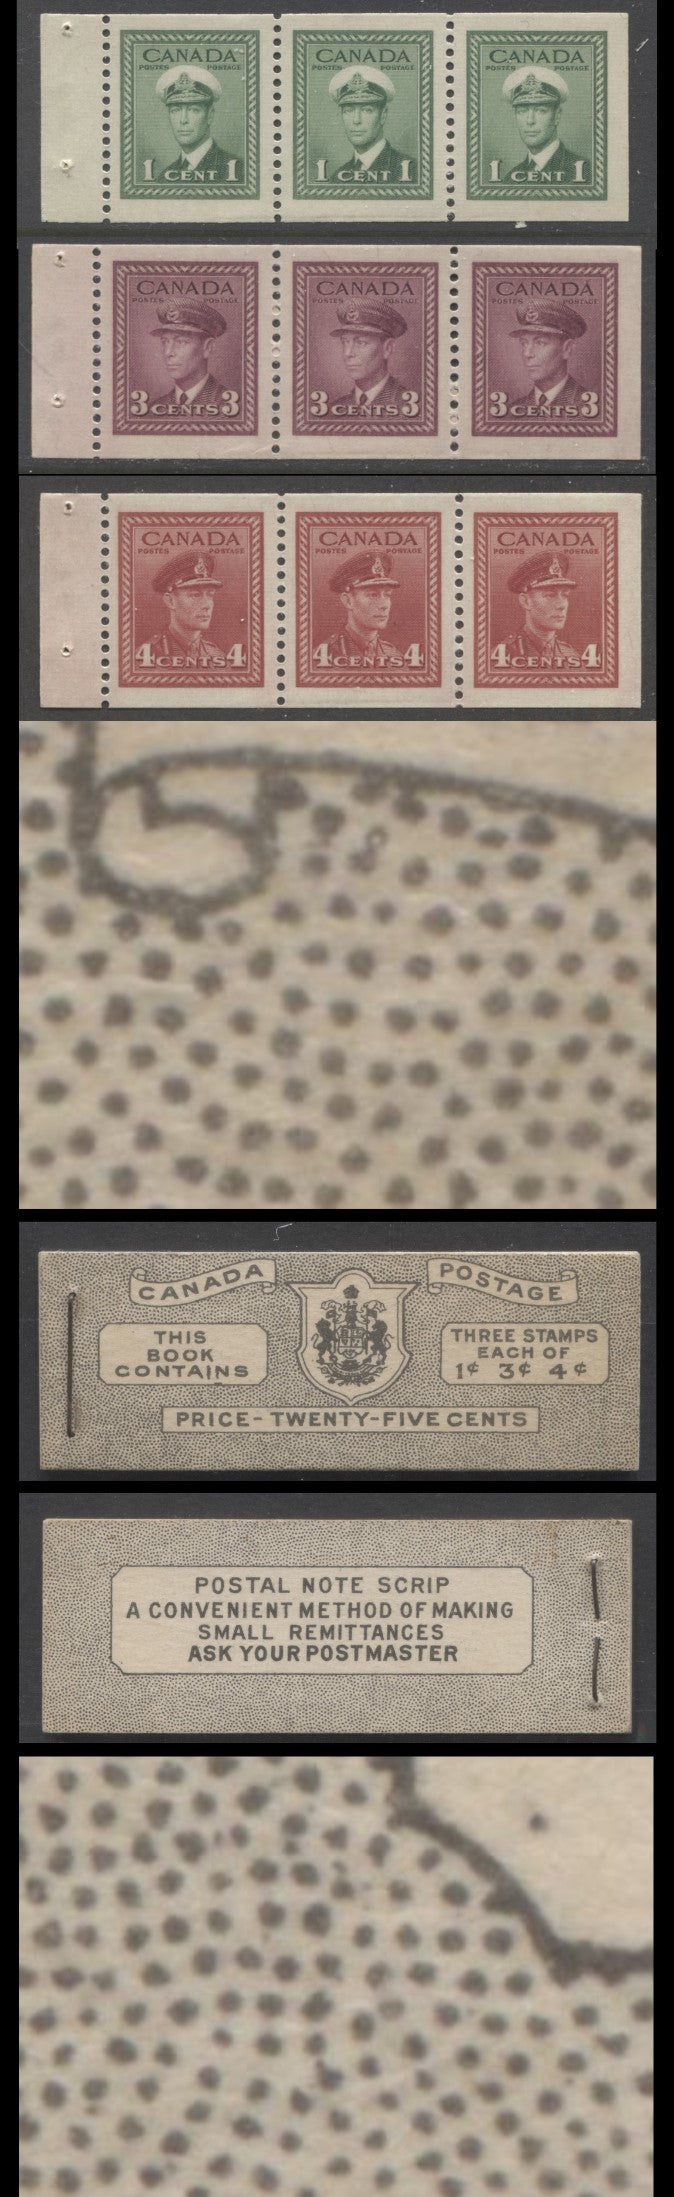 CANADA CANADA CANADA
POSTES POSTAGE POSTES POSTAGE POSTES POSTAGE
1 CENT 1 1 CENT 1 1 CENT 1
CANADA CANADA CANADA
POSTES POSTAGE POSTES POSTAGE POSTES POSTAGE
3 CENTS 3 3 CENTS 3 3 CENTS 3
CANADA CANADA CANADA
POSTES POSTAGE POSTES POSTAGE POSTES POSTAGE
4 CENTS 4 4 CENTS 4 4 CENTS 4
CANADA POSTAGE
THIS
BOOK
CONTAINS
THREE STAMPS
EACH OF
1¢ 3¢ 4¢
PRICE-TWENTY-FIVE CENTS
POSTAL NOTE SCRIP
A CONVENIENT METHOD OF MAKING
SMALL REMITTANCES
ASK YOUR POSTMASTER